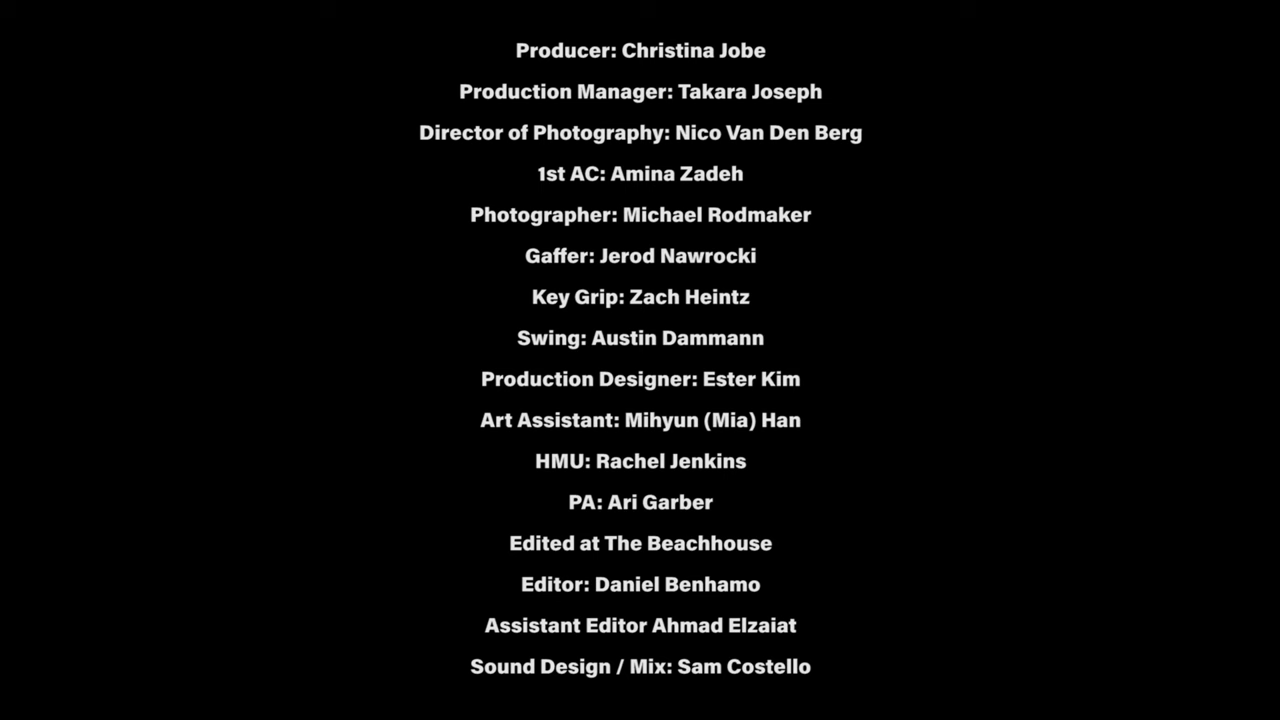 Producer: Christina Jobe
Production Manager: Takara Joseph
Director of Photography: Nico Van Den Berg
1st AC: Amina Zadeh
Photographer: Michael Rodmaker
Gaffer: Jerod Nawrocki
Key Grip: Zach Heintz
Swing: Austin Dammann
Production Designer: Ester Kim
Art Assistant: Mihyun (Mia) Han
HMU: Rachel Jenkins
PA: Ari Garber
Edited at The Beachhouse
Editor: Daniel Benhamo
Assistant Editor Ahmad Elzaiat
Sound Design / Mix: Sam Costello